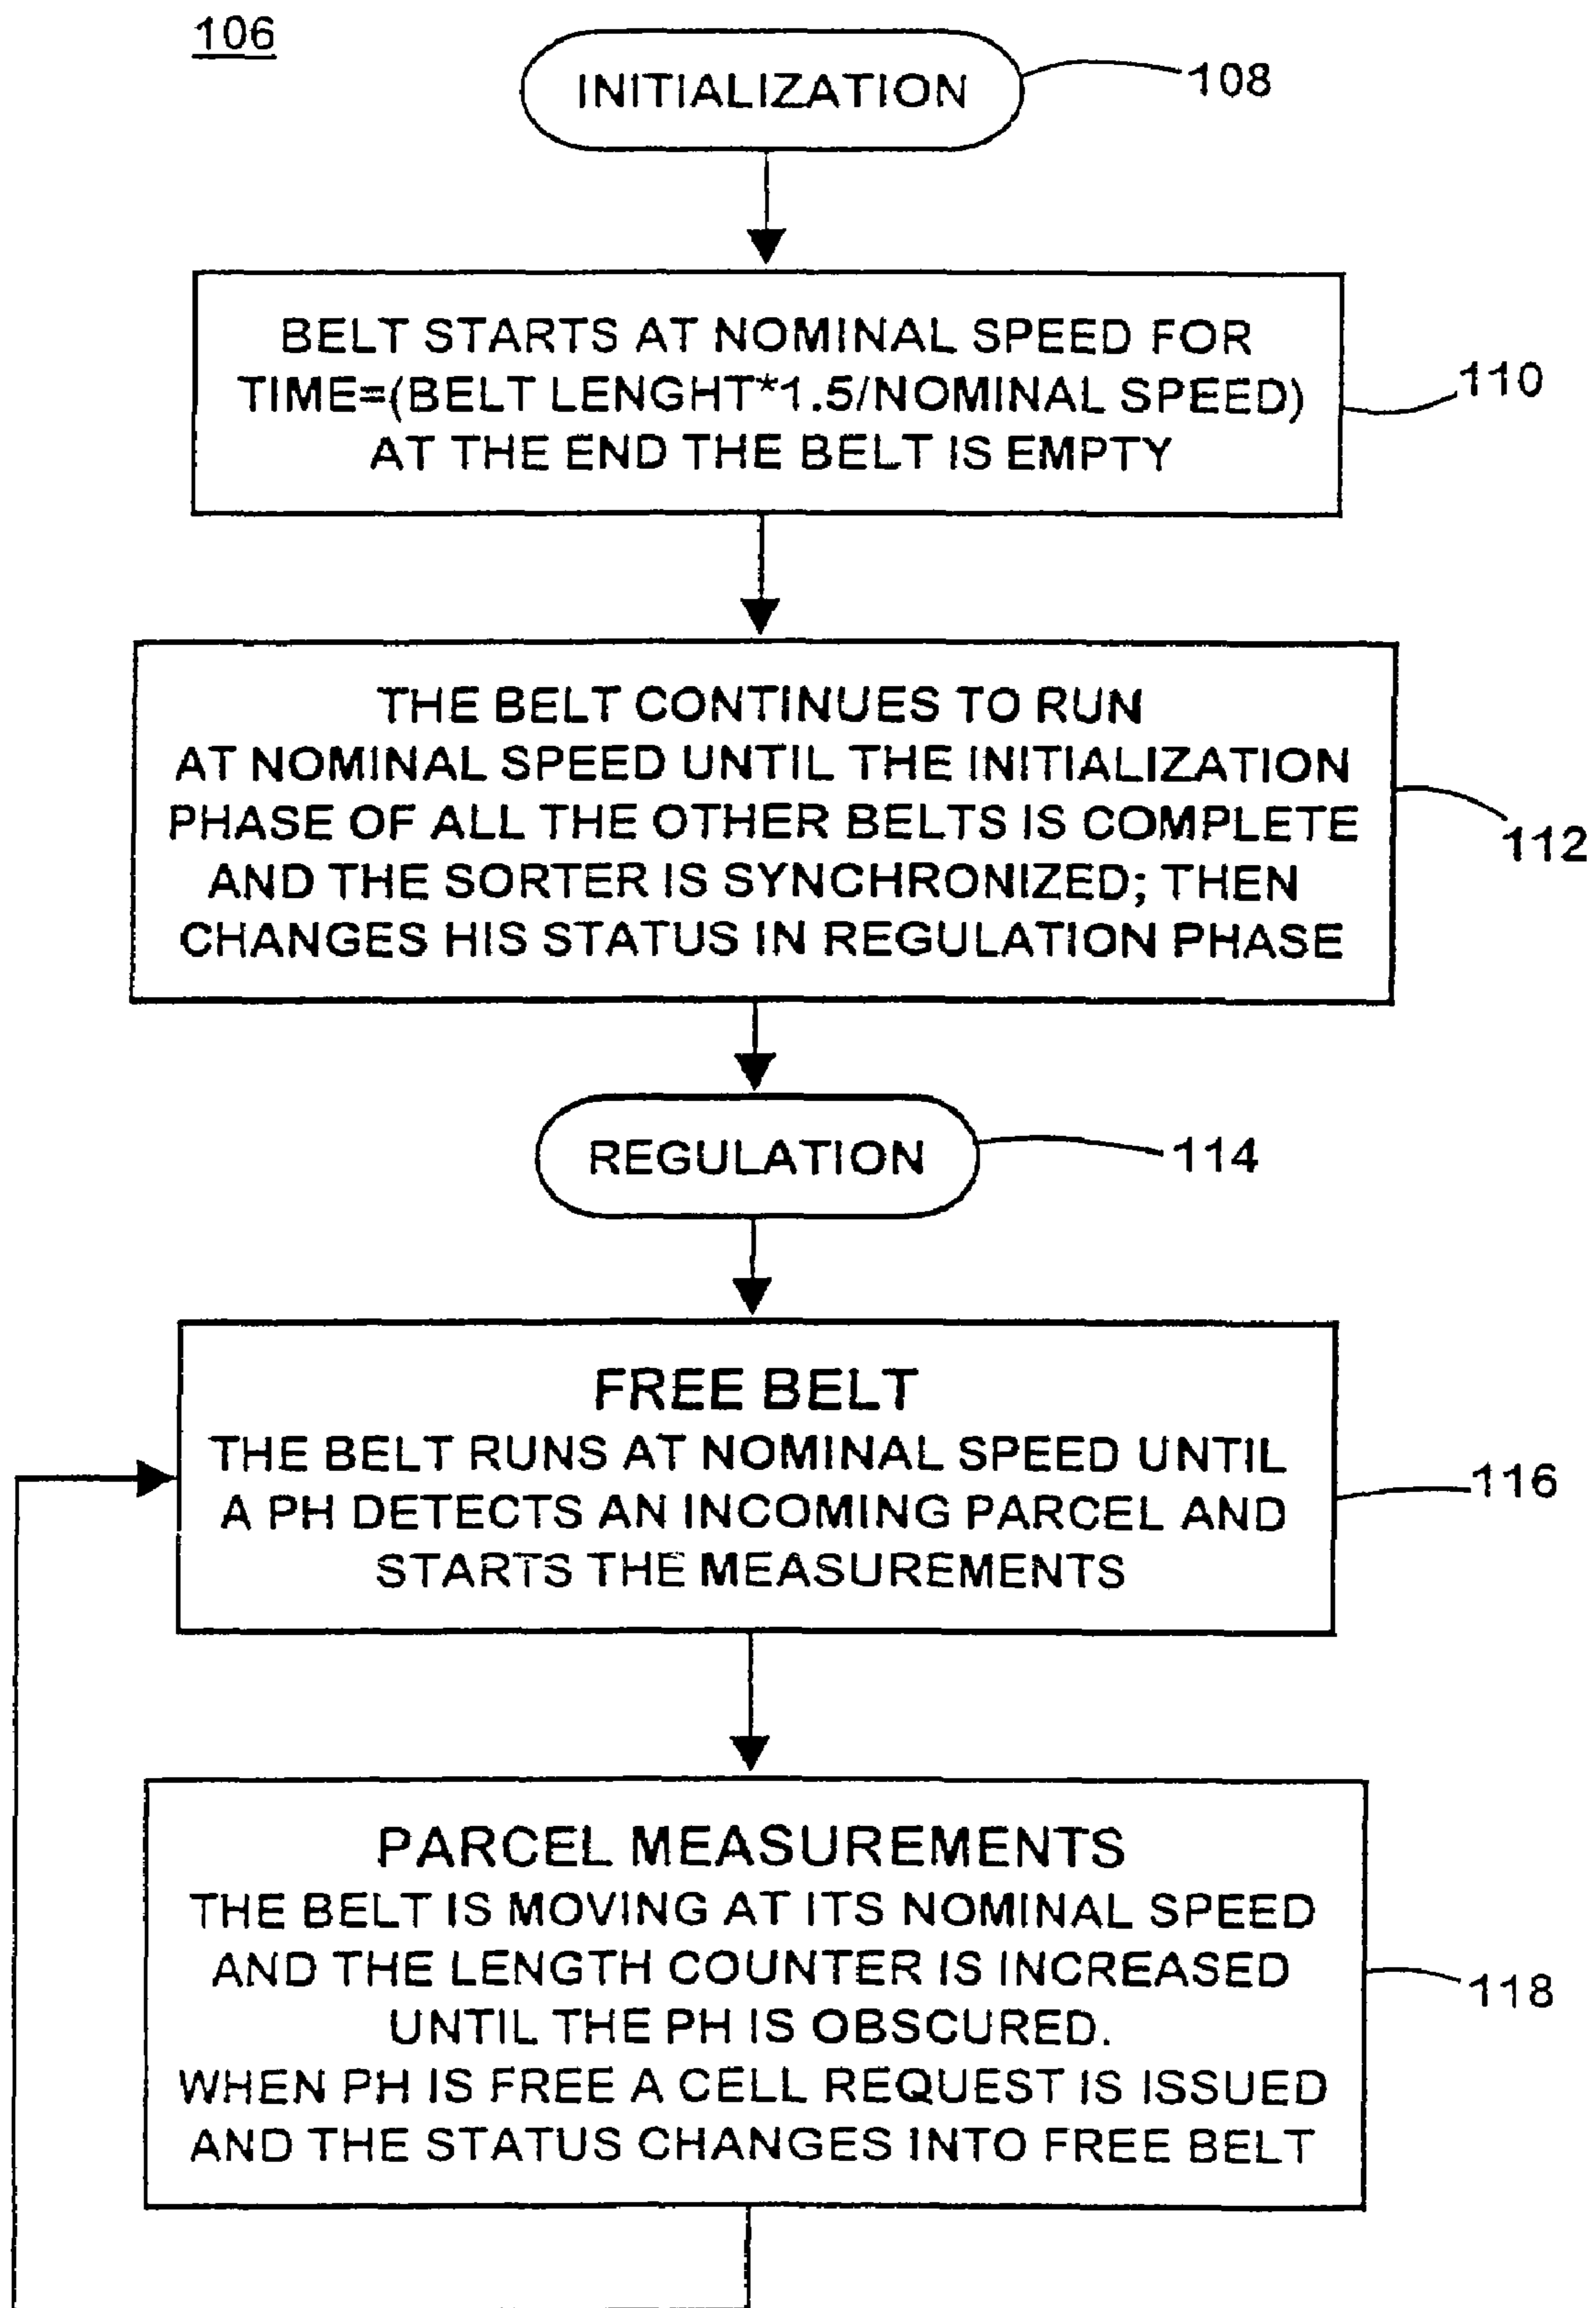 106
INITIALIZATION
108
BELT STARTS AT NOMINAL SPEED FOR
TIME=(BELT LENGHT*1.5/NOMINAL SPEED)
AT THE END THE BELT IS EMPTY
110
THE BELT CONTINUES TO RUN
AT NOMINAL SPEED UNTIL THE INITIALIZATION
PHASE OF ALL THE OTHER BELTS IS COMPLETE
AND THE SORTER IS SYNCHRONIZED; THEN
CHANGES HIS STATUS IN REGULATION PHASE
112
REGULATION
114
FREE BELT
THE BELT RUNS AT NOMINAL SPEED UNTIL
A PH DETECTS AN INCOMING PARCEL AND
STARTS THE MEASUREMENTS
116
PARCEL MEASUREMENTS
THE BELT IS MOVING AT ITS NOMINAL SPEED
AND THE LENGTH COUNTER IS INCREASED
UNTIL THE PH IS OBSCURED.
WHEN PH IS FREE A CELL REQUEST IS ISSUED
AND THE STATUS CHANGES INTO FREE BELT
118